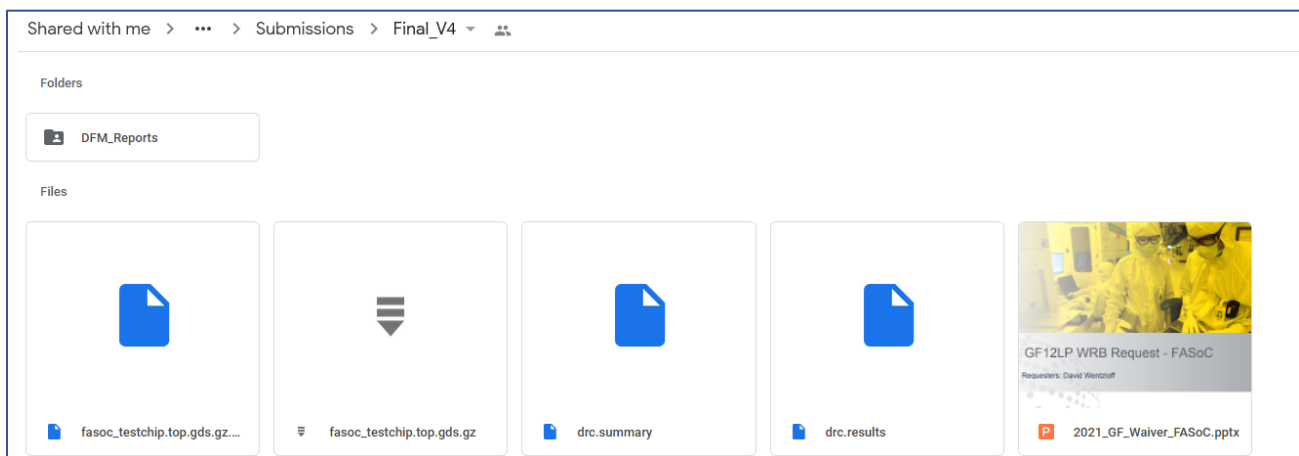 Shared with me > ••• > Submissions > Final_V4
Folders
DFM_Reports
Files
GF12LP WRB Request - FASoC
Requesters: David Wentzloff
fasoc_testchip.top.gds.gz....
fasoc_testchip.top.gds.gz
drc.summary
drc.results
P 2021_GF_Waiver_FASoC.pptx